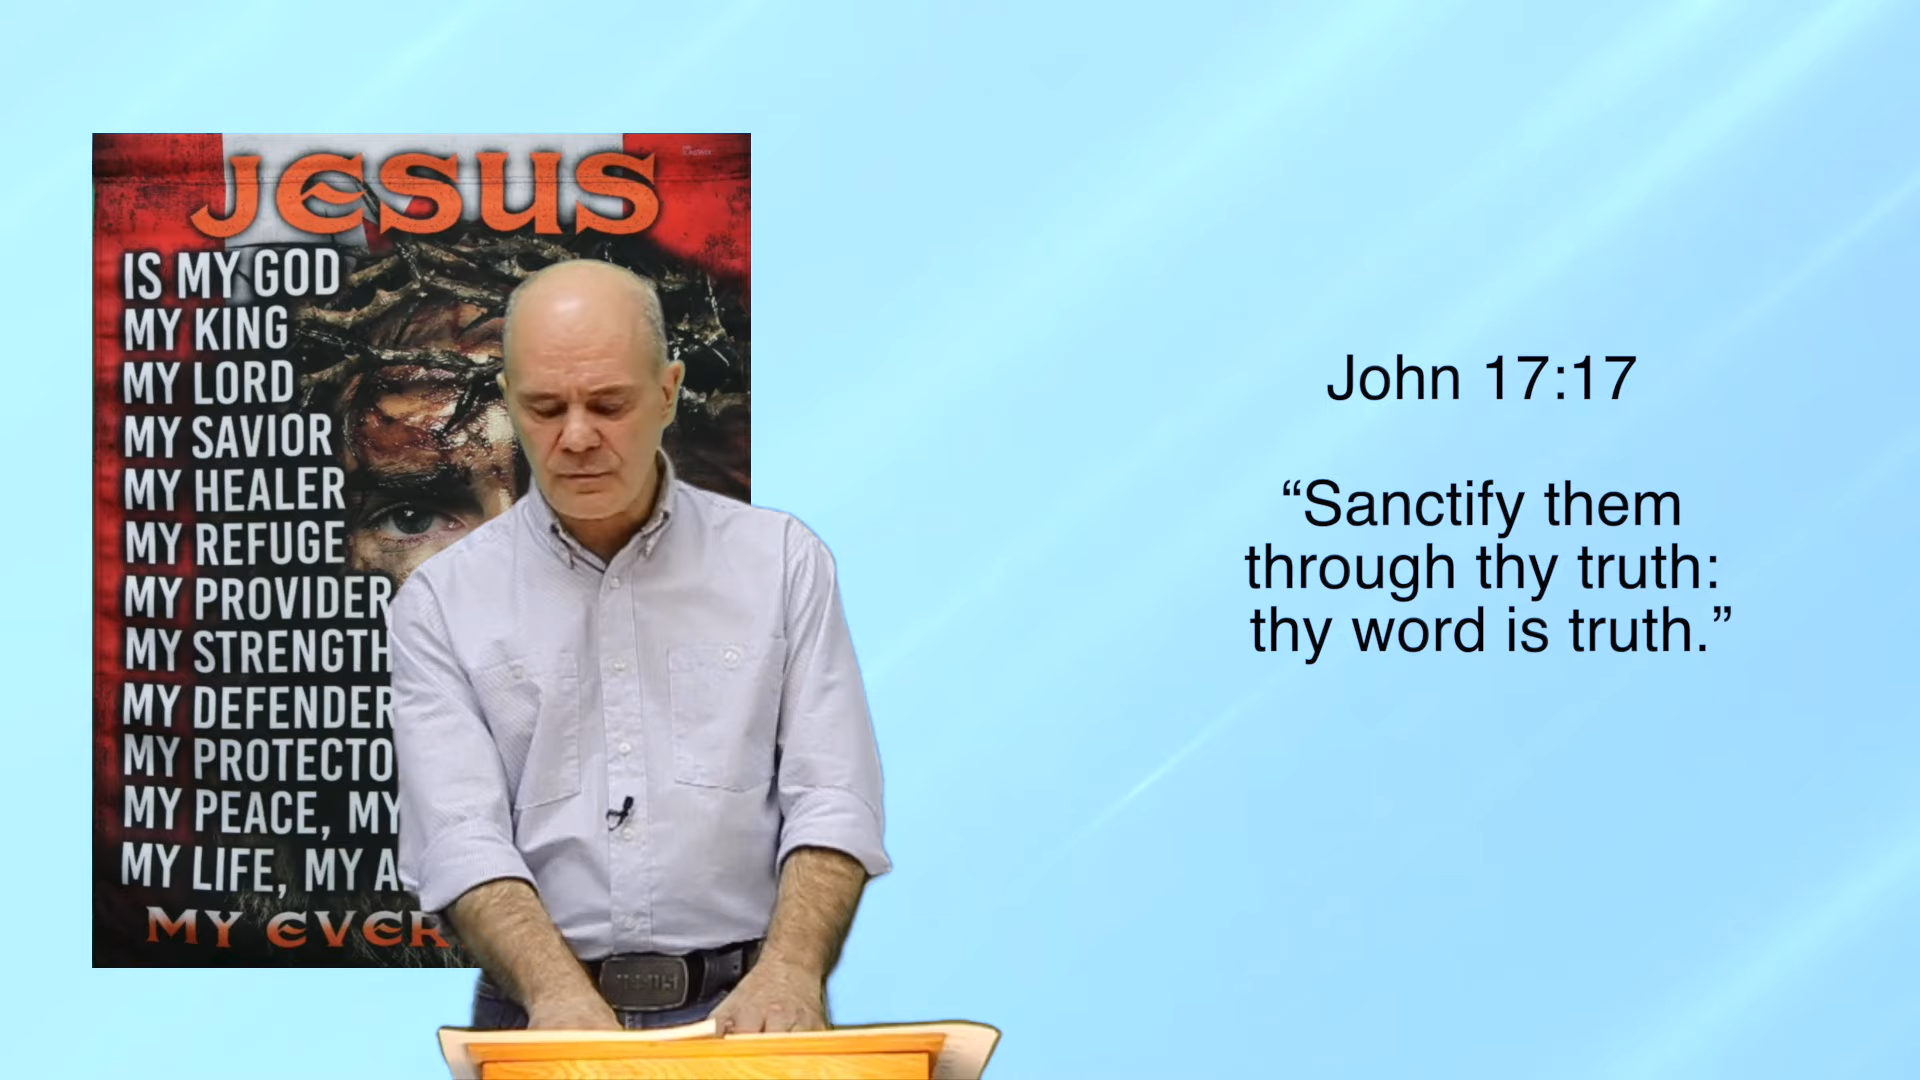 JESUS
IS MY GOD
MY KING
MY LORD
MY SAVIOR
MY HEALER
MY REFUGE
MY PROVIDER
MY STRENGTH
MY DEFENDER
MY PROTECTO
MY PEACE, MY
MY LIFE, MY A
MY EVER
JESUS
John 17:17
“Sanctify them
through thy truth:
thy word is truth.”